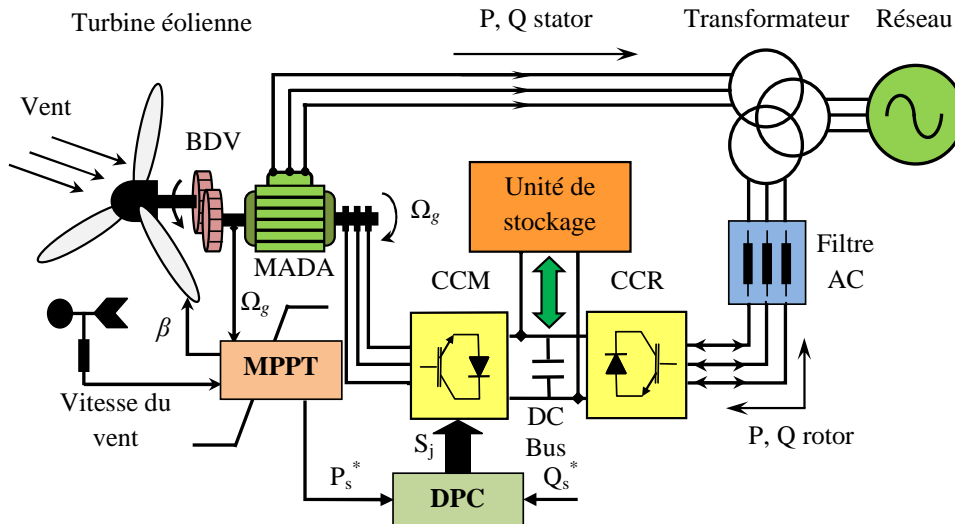 Turbine éolienne
P, Q stator
Transformateur
Réseau
Vent
BDV
Ω_g
MADA
Unité de
stockage
CCM
CCR
Filtre
AC
β
Ω_g
MPPT
Vitesse du
vent
DC
Bus
P, Q rotor
S_j
P_s^*
Q_s^*
DPC